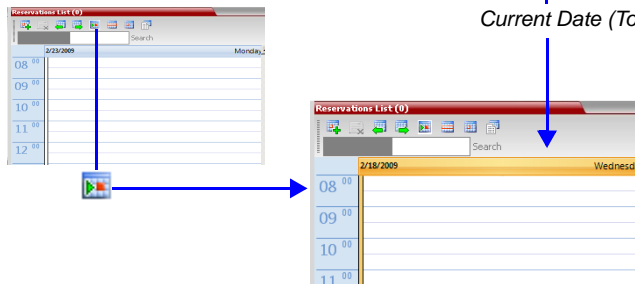 Current Date (To
Reservations List (0)
Search
2/23/2009 Monday,
08 00
09 00
10 00
11 00
12 00
Reservations List (0)
Search
2/18/2009 Wednesd
08 00
09 00
10 00
11 00